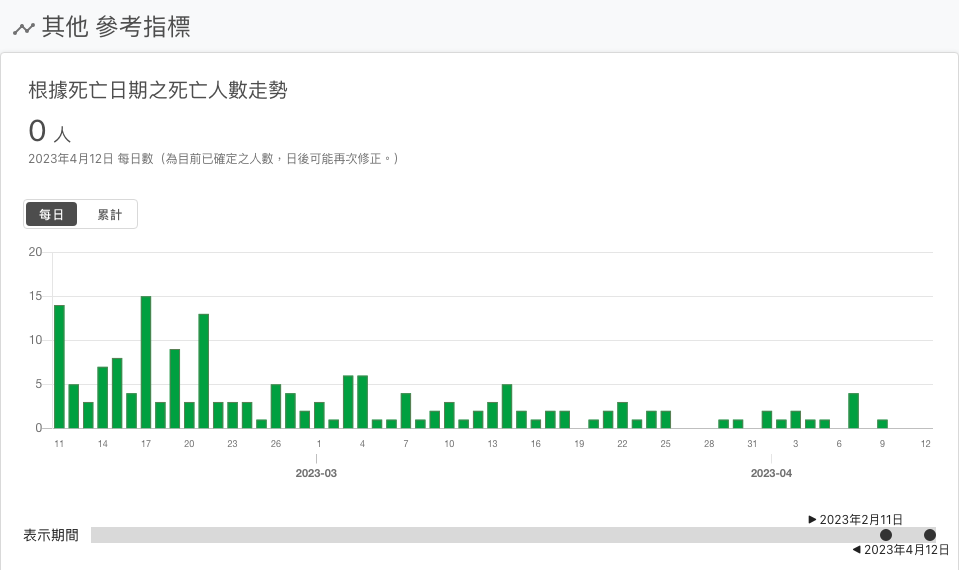 其他 參考指標
根據死亡日期之死亡人數走勢
0 人
2023年4月12日 每日數（為目前已確定之人數，日後可能再次修正。）
每日 累計
20
15
10
5
0
11 14 17 20 23 26 1 4 7 10 13 16 19 22 25 28 31 3 6 9 12
2023-03 2023-04
▶ 2023年2月11日
表示期間
◀ 2023年4月12日